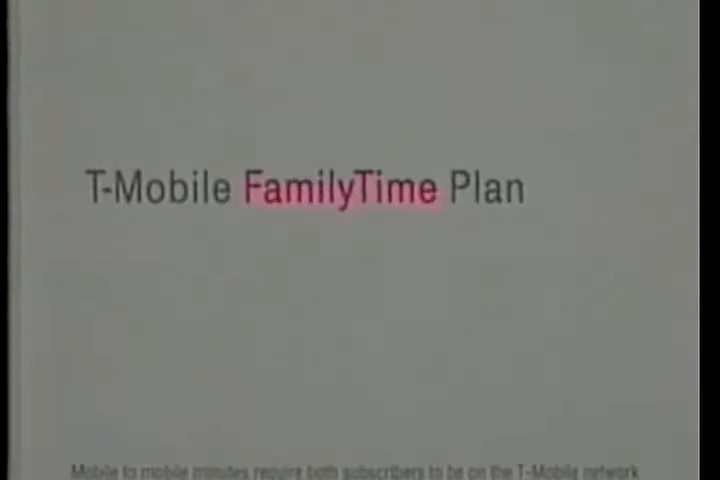 T-Mobile FamilyTime Plan
Mobile to mobile minutes require both subscribers to be on the T-Mobile network